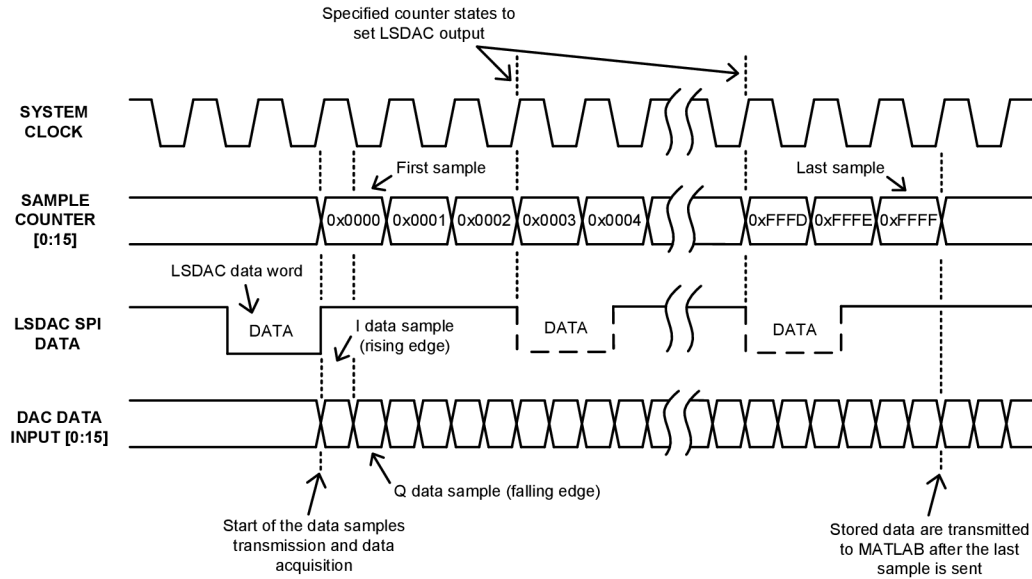 Specified counter states to
set LSDAC output
SYSTEM
CLOCK
First sample
Last sample
SAMPLE
COUNTER
[0:15]
0x0000
0x0001
0x0002
0x0003
0x0004
0xFFFD
0xFFFE
0xFFFF
LSDAC data word
LSDAC SPI
DATA
DATA
DATA
DATA
I data sample
(rising edge)
DAC DATA
INPUT [0:15]
Q data sample (falling edge)
Start of the data samples
transmission and data
acquisition
Stored data are transmitted
to MATLAB after the last
sample is sent